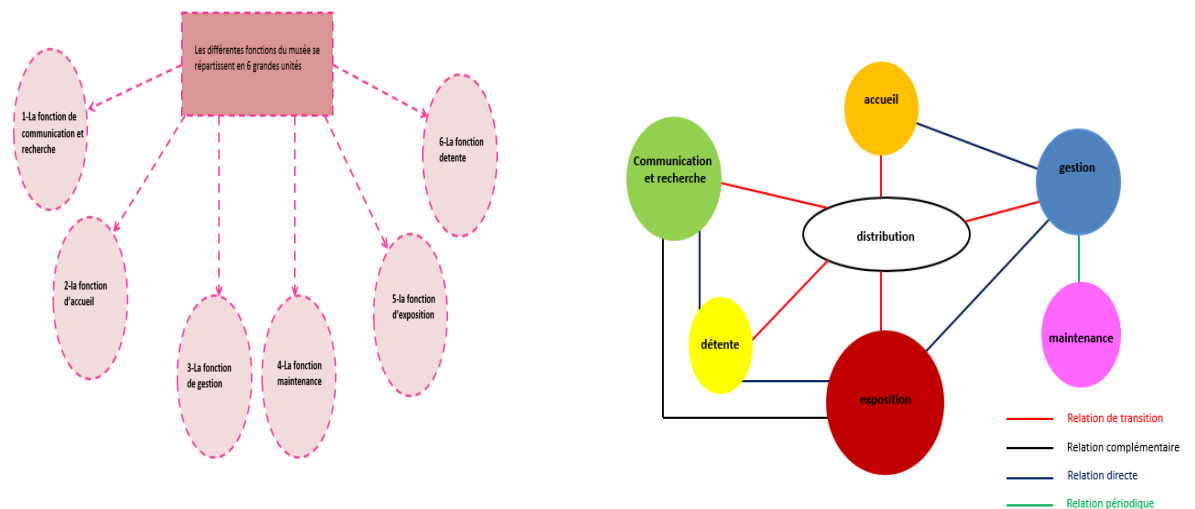 Les différentes fonctions du musée se
répartissent en 6 grandes unités
1-La fonction de
communication et
recherche
2-la fonction
d'accueil
3-La fonction
de gestion
4-La fonction
maintenance
5-la fonction
d'exposition
6-La fonction
detente
accueil
Communication
et recherche
gestion
distribution
détente
maintenance
exposition
Relation de transition
Relation complémentaire
Relation directe
Relation périodique